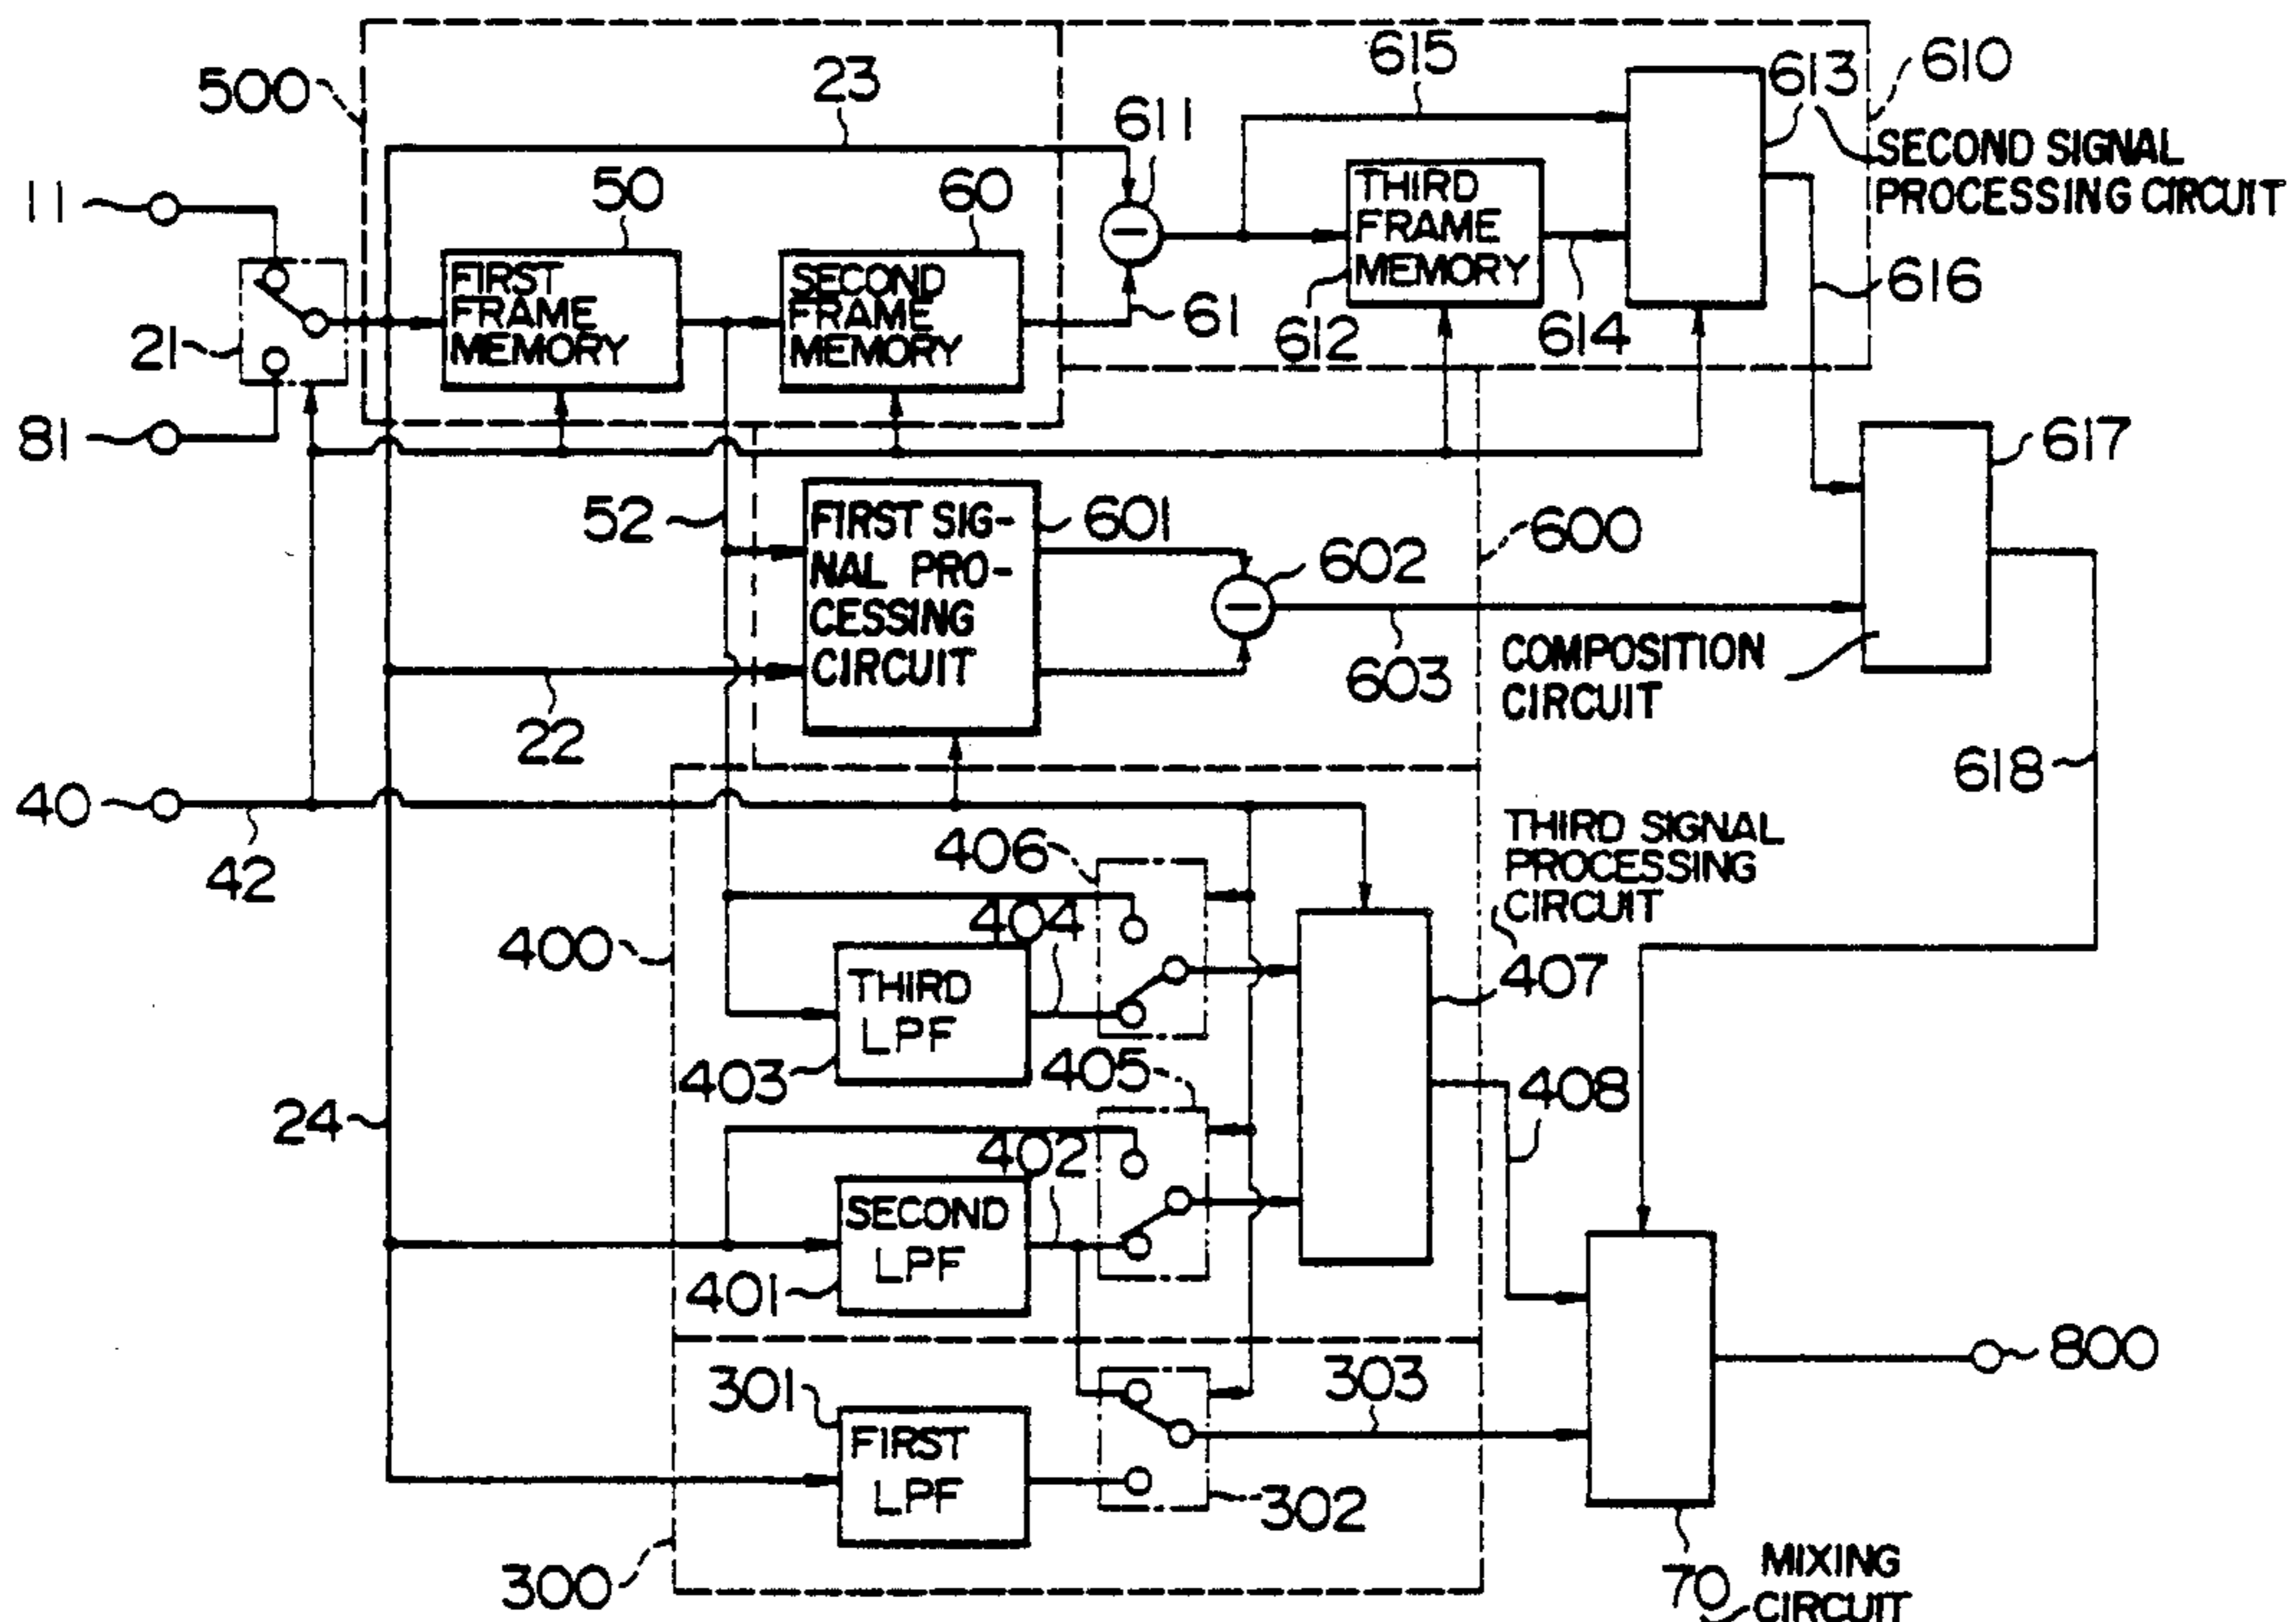 500
23
615
610
611
613
SECOND SIGNAL
PROCESSING CIRCUIT
11
50
60
THIRD
FRAME
MEMORY
FIRST
FRAME
MEMORY
SECOND
FRAME
MEMORY
21
61
612
614
616
81
617
52
FIRST SIG-
NAL PRO-
CESSING
CIRCUIT
601
602
600
603
COMPOSITION
CIRCUIT
22
618
40
42
THIRD SIGNAL
PROCESSING
CIRCUIT
406
404
400
THIRD
LPF
407
403
405
408
24
402
SECOND
LPF
401
301
FIRST
LPF
303
800
302
300
70
MIXING
CIRCUIT